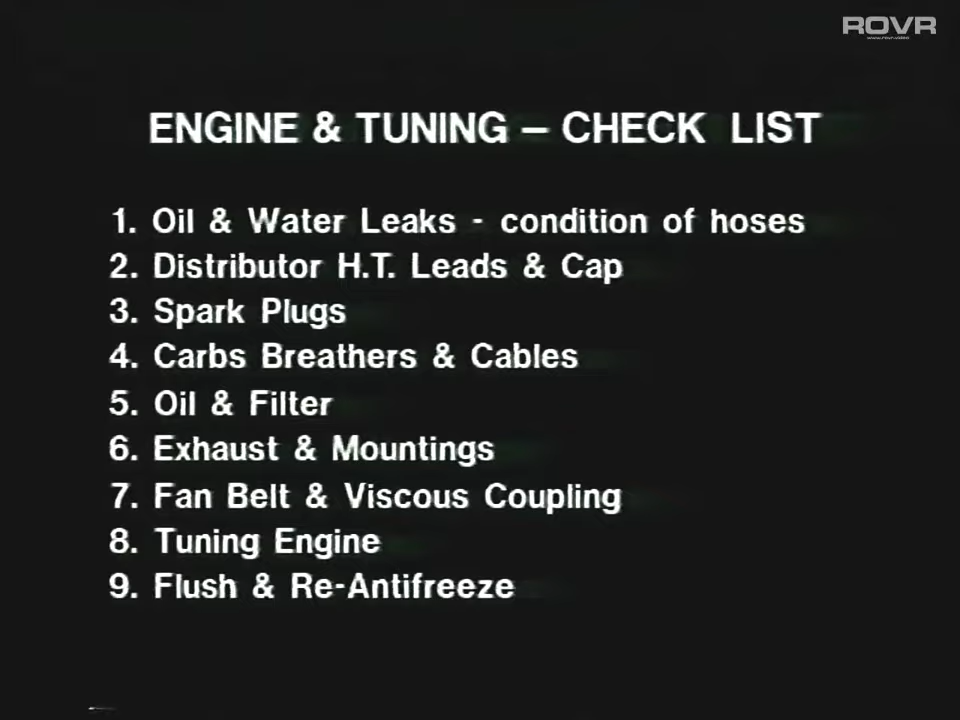 ROVR
ENGINE & TUNING – CHECK LIST
1. Oil & Water Leaks - condition of hoses
2. Distributor H.T. Leads & Cap
3. Spark Plugs
4. Carbs Breathers & Cables
5. Oil & Filter
6. Exhaust & Mountings
7. Fan Belt & Viscous Coupling
8. Tuning Engine
9. Flush & Re-Antifreeze